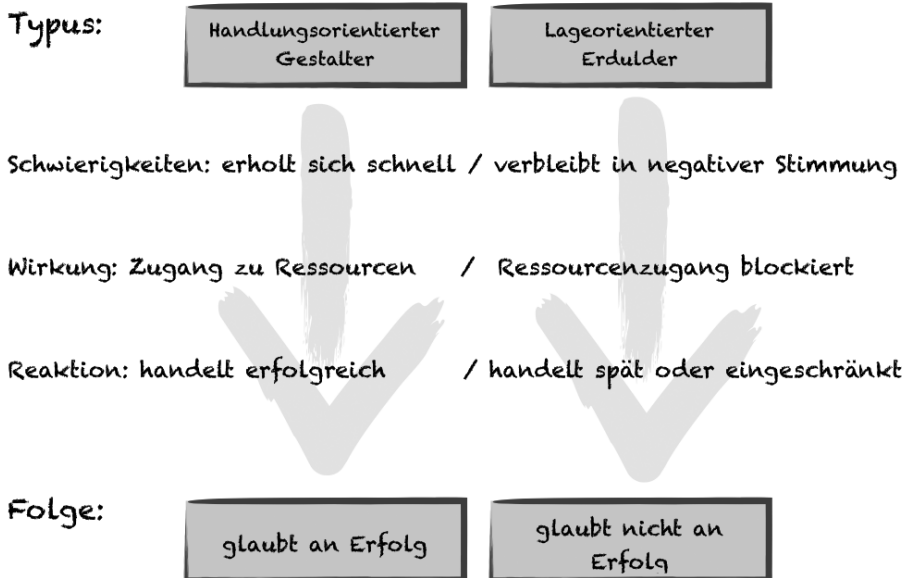 Typus:
Handlungsorientierter
Gestalter
Lageorientierter
Erdulder
Schwierigkeiten: erholt sich schnell / verbleibt in negativer Stimmung
Wirkung: Zugang zu Ressourcen / Ressourcenzugang blockiert
Reaktion: handelt erfolgreich / handelt spät oder eingeschränkt
Folge:
glaubt an Erfolg
glaubt nicht an
Erfolg